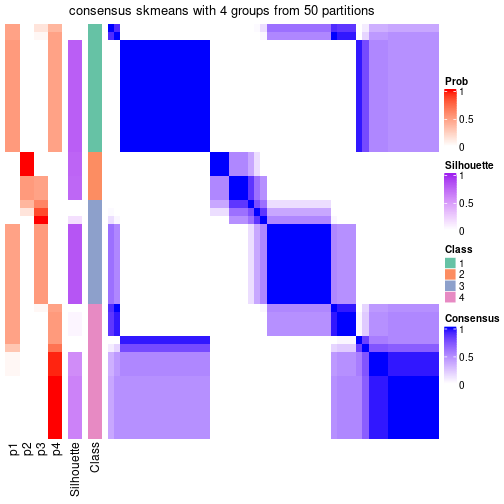 consensus skmeans with 4 groups from 50 partitions
Prob
1
0.5
0
Silhouette
1
0.5
0
Class
1
2
3
4
Consensus
1
0.5
0
p1
p2
p3
p4
Silhouette
Class